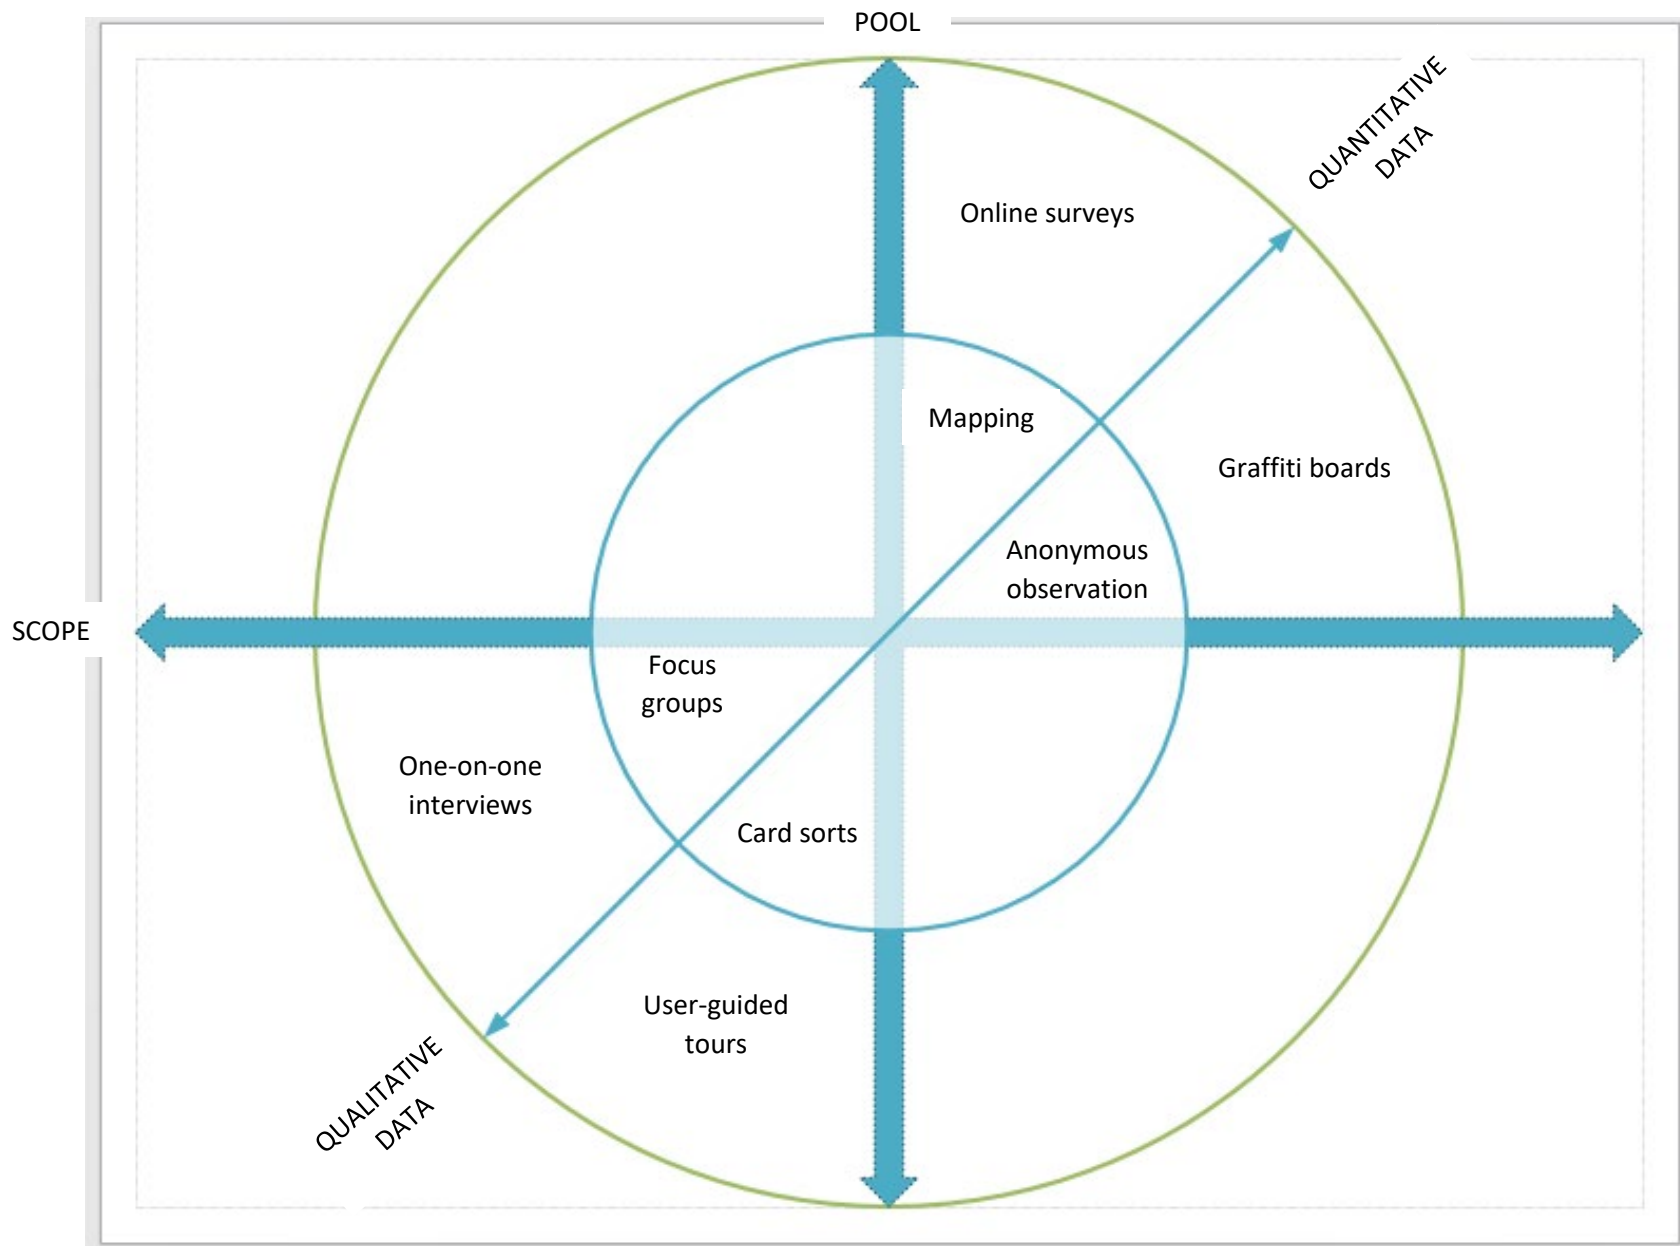 POOL
QUANTITATIVE
DATA
Online surveys
Mapping
Graffiti boards
Anonymous
observation
SCOPE
Focus
groups
One-on-one
interviews
Card sorts
User-guided
tours
QUALITATIVE
DATA